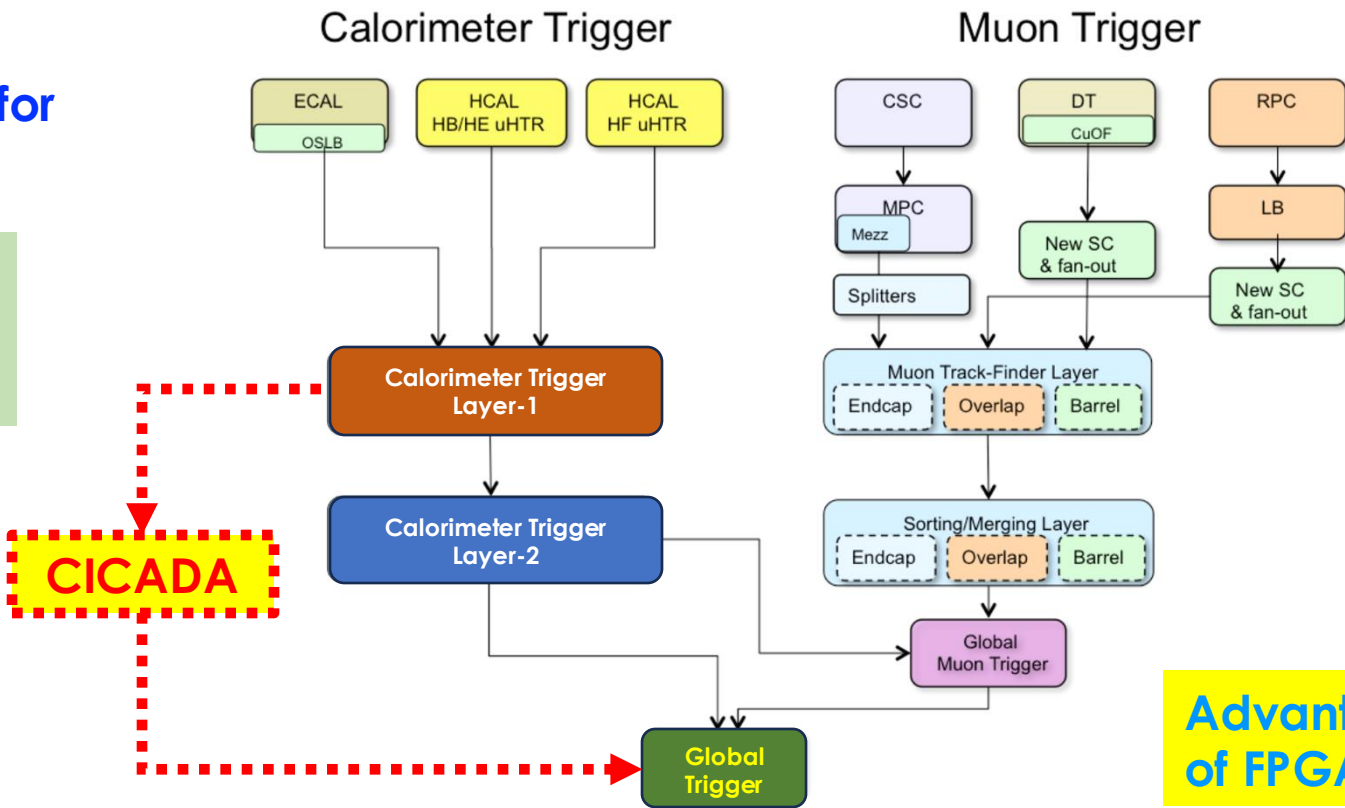 Calorimeter Trigger
Muon Trigger
for
ECAL
OSLB
HCAL
HB/HE uHTR
HCAL
HF uHTR
CSC
DT
CuOF
RPC
MPC
Mezz
LB
New SC
& fan-out
Splitters
New SC
& fan-out
Calorimeter Trigger
Layer-1
Muon Track-Finder Layer
Endcap
Overlap
Barrel
Calorimeter Trigger
Layer-2
Sorting/Merging Layer
Endcap
Overlap
Barrel
CICADA
Global
Muon Trigger
Global
Trigger
Advant
of FPGA